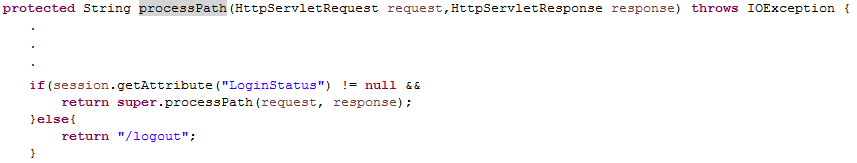 protected String processPath(HttpServletRequest request,HttpServletResponse response) throws IOException {
.
.
.
if(session.getAttribute("LoginStatus") != null &&
return super.processPath(request, response);
}else{
return "/logout";
}